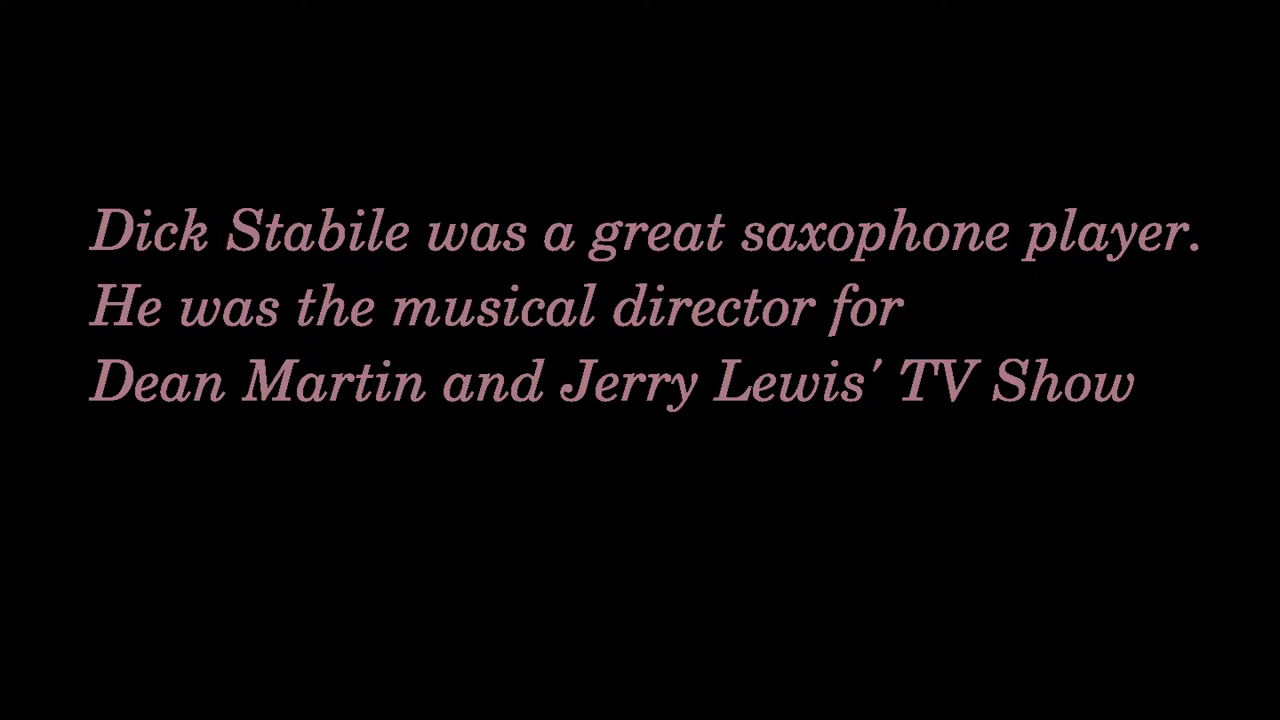 Dick Stabile was a great saxophone player.
He was the musical director for
Dean Martin and Jerry Lewis' TV Show